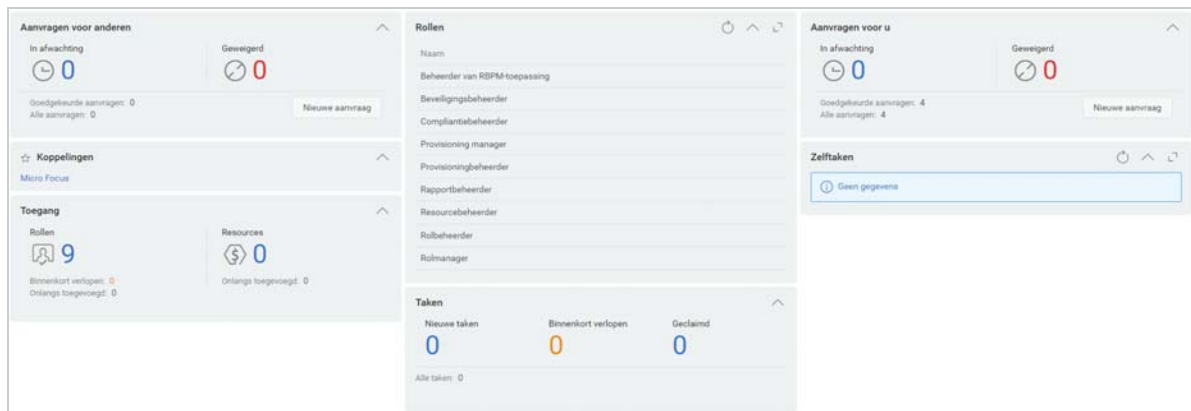 Aanvragen voor anderen
In afwachting
0
Geweigerd
0
Goedgekeurde aanvragen: 0
Alle aanvragen: 0
Nieuwe aanvraag
Koppelingen
Micro Focus
Toegang
Rollen
9
Resources
0
Binnenkort verlopen: 0
Onlangs toegevoegd: 0
Onlangs toegevoegd: 0
Rollen
Naam
Beheerder van RBPM-toepassing
Beveiligingsbeheerder
Compliantiebeheerder
Provisioning manager
Provisioningbeheerder
Rapportbeheerder
Resourcebeheerder
Rolbeheerder
Rolmanager
Taken
Nieuwe taken
0
Binnenkort verlopen
0
Geclaimd
0
Alle taken: 0
Aanvragen voor u
In afwachting
0
Geweigerd
0
Goedgekeurde aanvragen: 4
Alle aanvragen: 4
Nieuwe aanvraag
Zelftaken
Geen gegevens